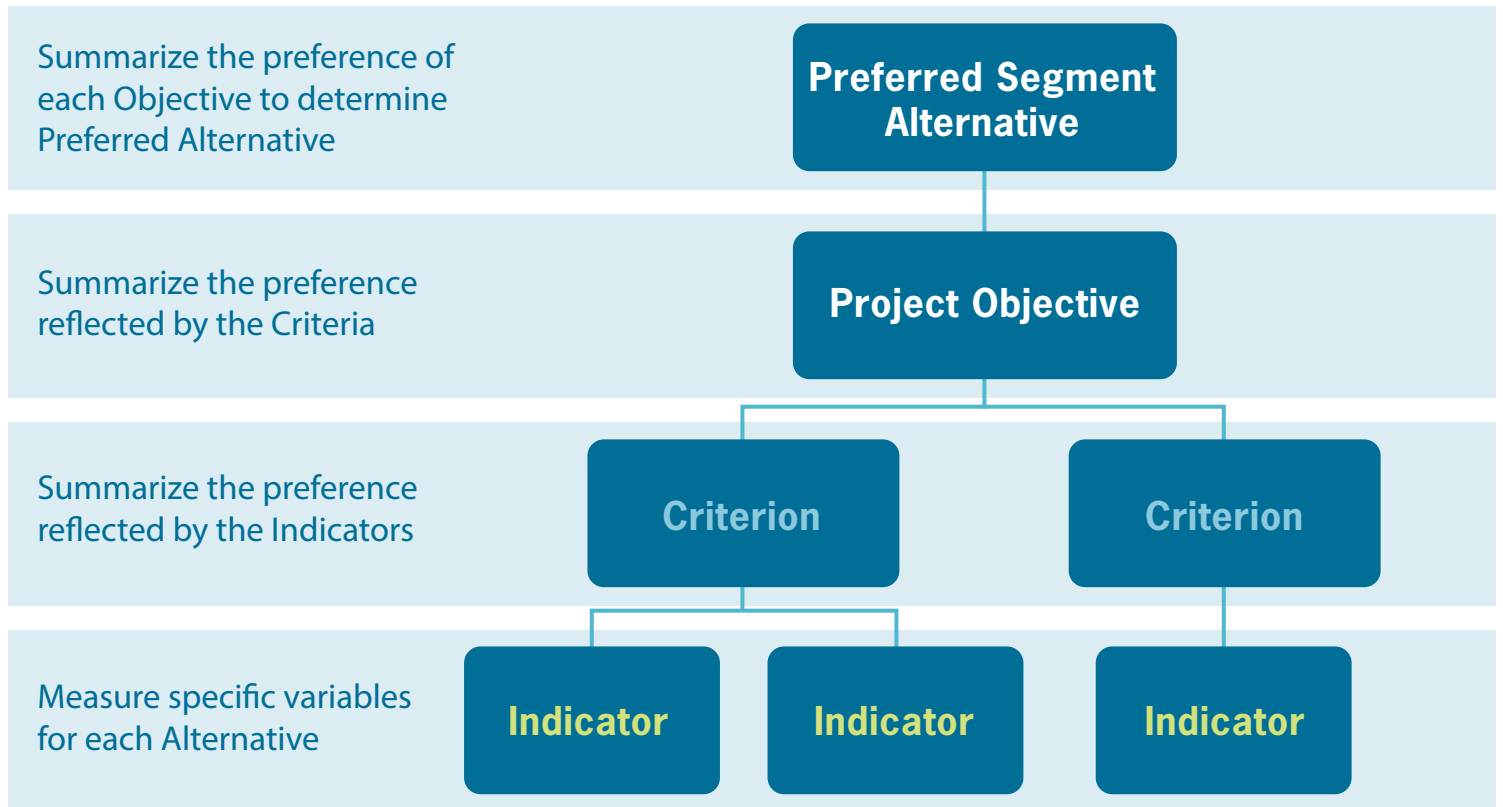 Summarize the preference of
each Objective to determine
Preferred Alternative
Preferred Segment
Alternative
Summarize the preference
reflected by the Criteria
Project Objective
Summarize the preference
reflected by the Indicators
Criterion
Criterion
Measure specific variables
for each Alternative
Indicator
Indicator
Indicator